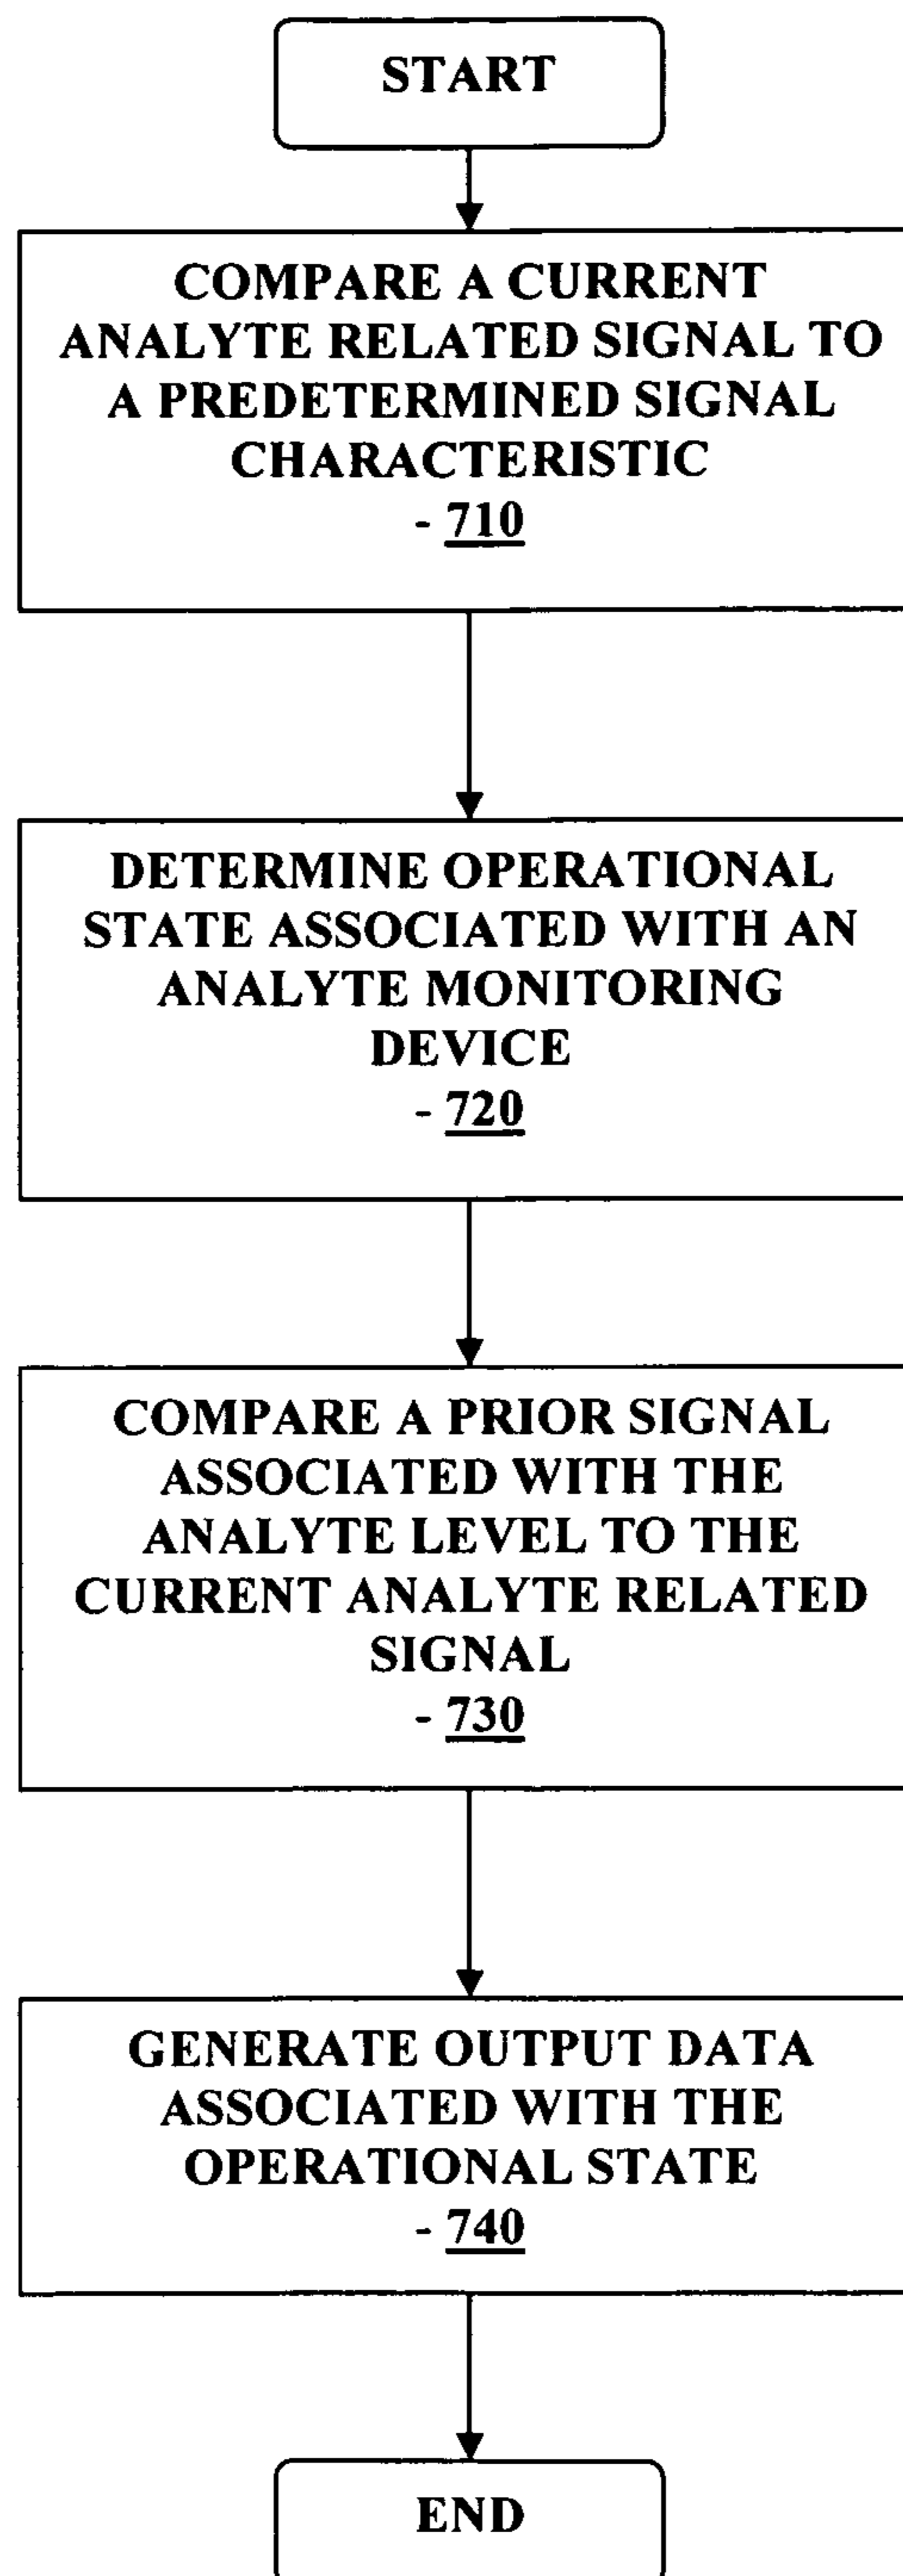 START
COMPARE A CURRENT
ANALYTE RELATED SIGNAL TO
A PREDETERMINED SIGNAL
CHARACTERISTIC
- 710
DETERMINE OPERATIONAL
STATE ASSOCIATED WITH AN
ANALYTE MONITORING
DEVICE
- 720
COMPARE A PRIOR SIGNAL
ASSOCIATED WITH THE
ANALYTE LEVEL TO THE
CURRENT ANALYTE RELATED
SIGNAL
- 730
GENERATE OUTPUT DATA
ASSOCIATED WITH THE
OPERATIONAL STATE
- 740
END